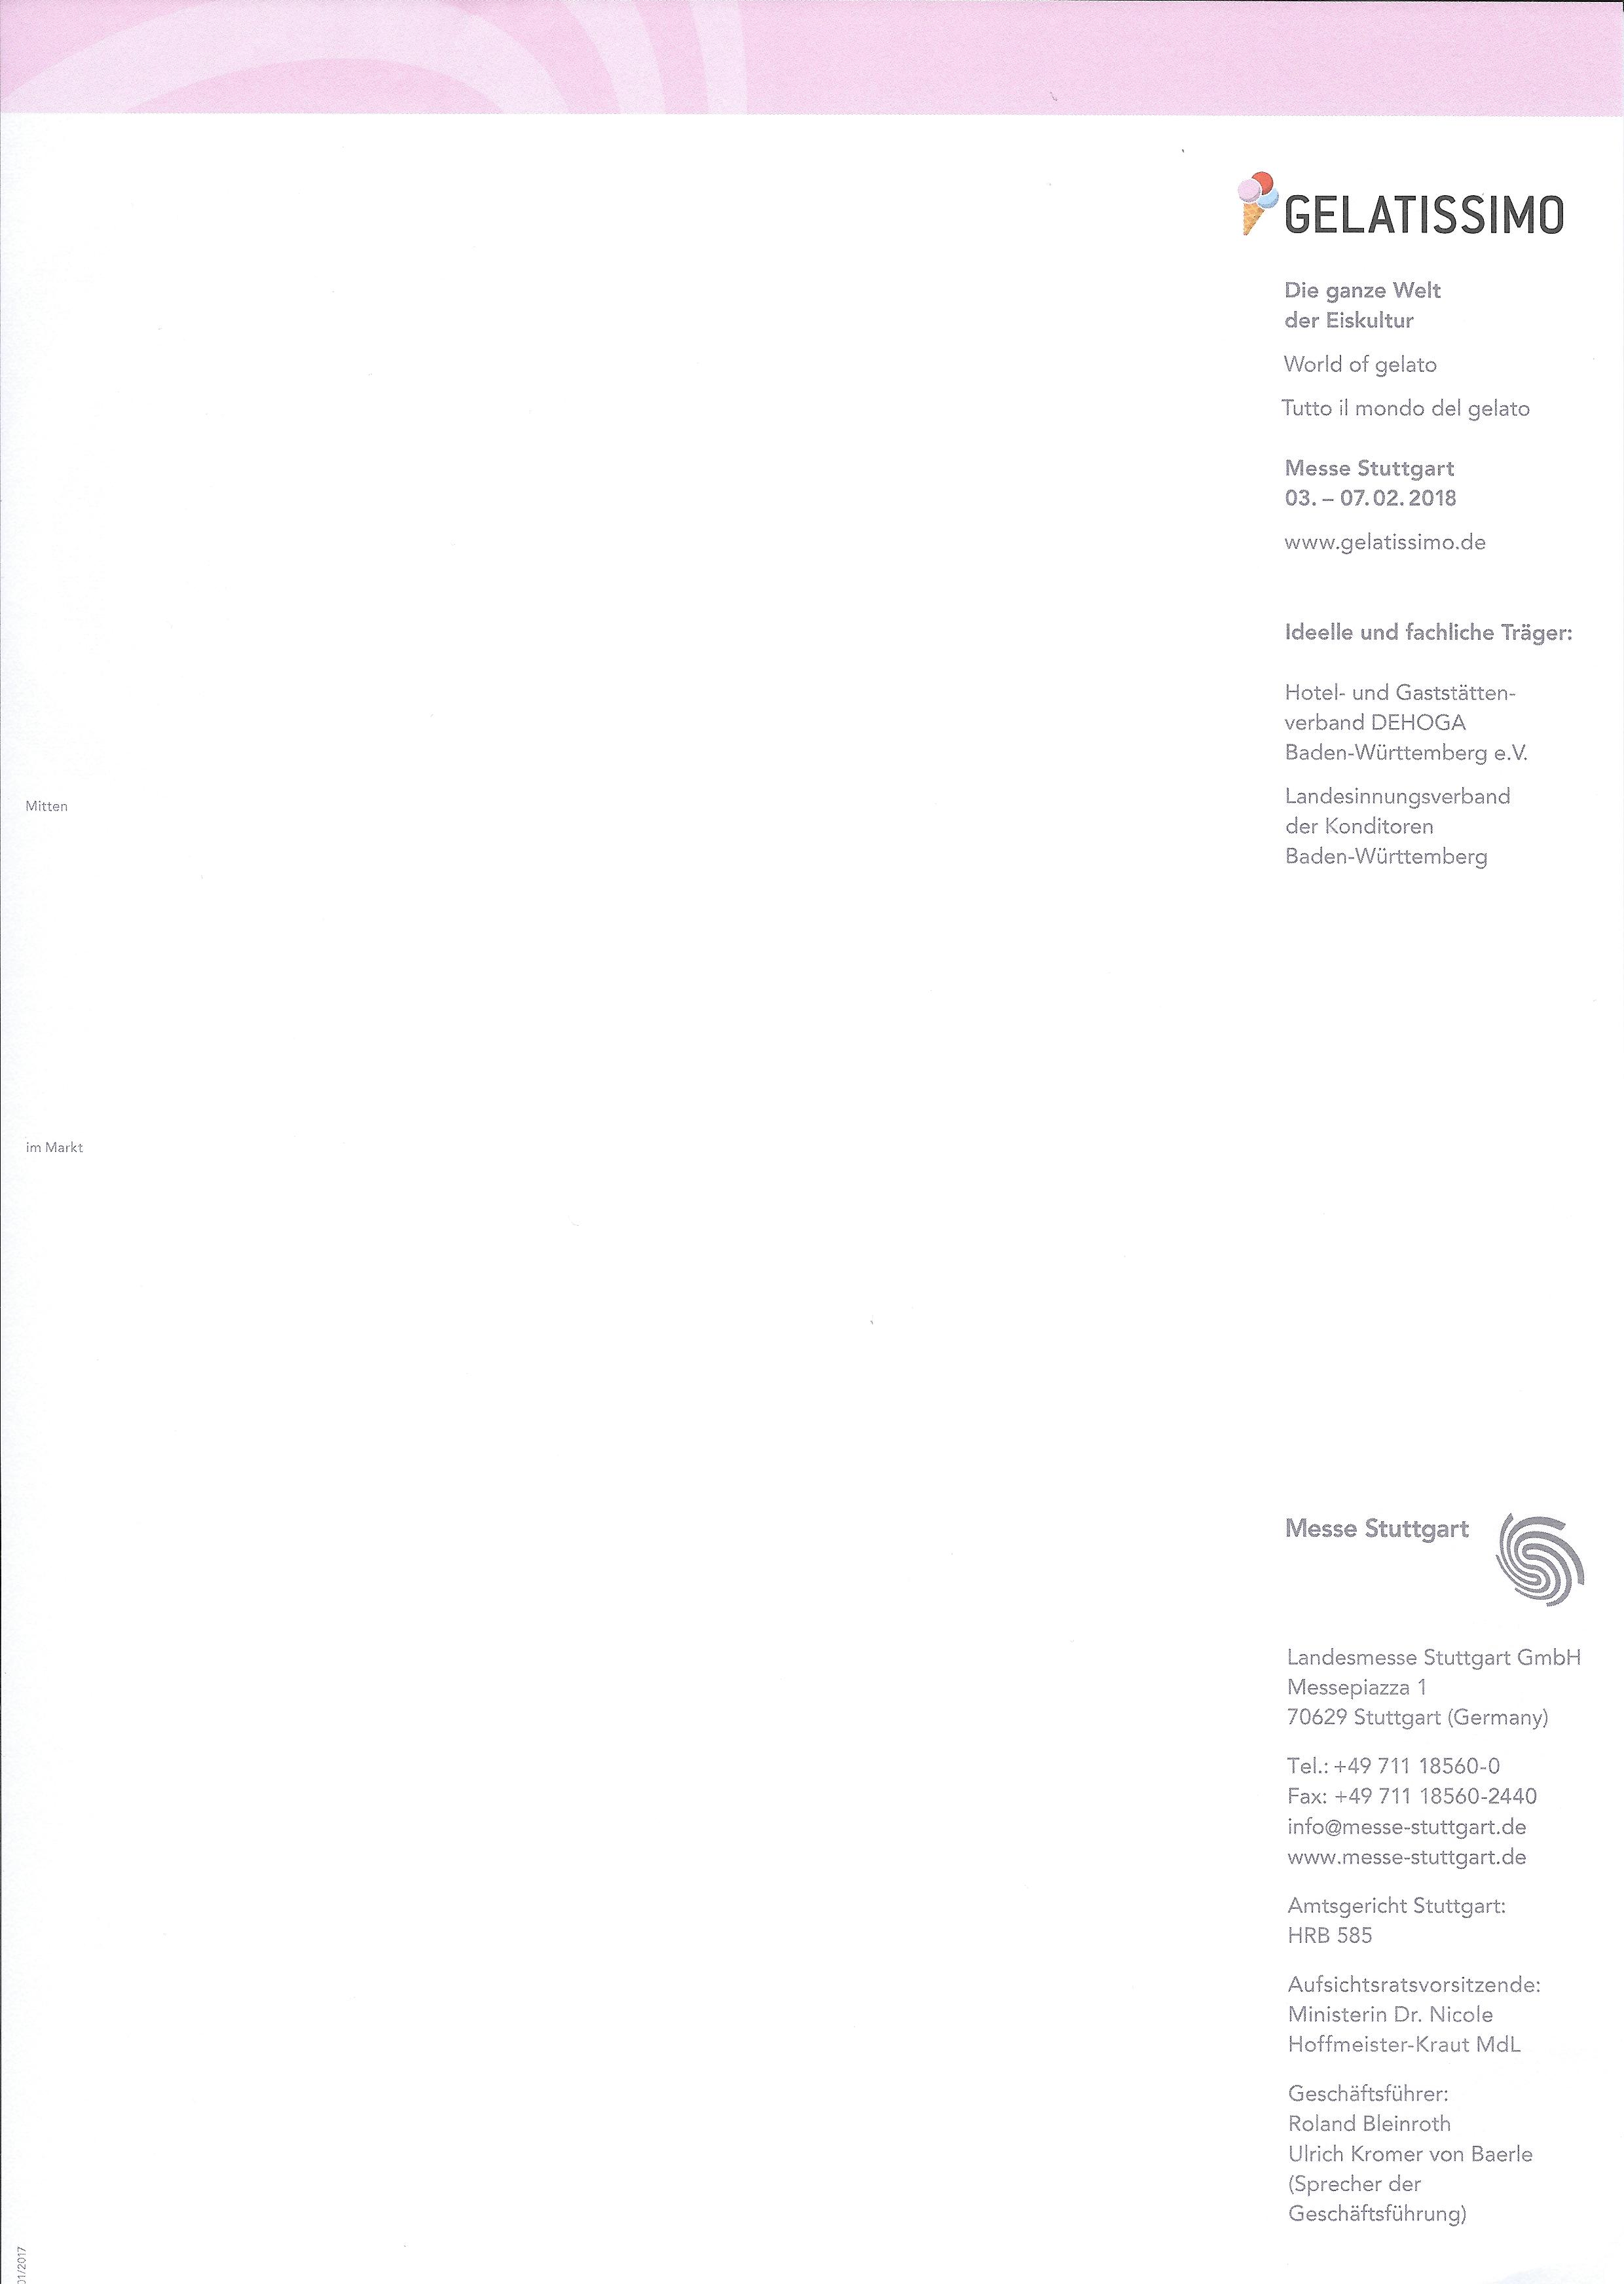 GELATISSIMO
Die ganze Welt
der Eiskultur
World of gelato
Tutto il mondo del gelato
Messe Stuttgart
03. – 07. 02. 2018
www.gelatissimo.de
Ideelle und fachliche Träger:
Hotel- und Gaststätten-
verband DEHOGA
Baden-Württemberg e.V.
Landesinnungsverband
der Konditoren
Baden-Württemberg
Mitten
im Markt
Messe Stuttgart
Landesmesse Stuttgart GmbH
Messepiazza 1
70629 Stuttgart (Germany)
Tel.: +49 711 18560-0
Fax: +49 711 18560-2440
info@messe-stuttgart.de
www.messe-stuttgart.de
Amtsgericht Stuttgart:
HRB 585
Aufsichtsratsvorsitzende:
Ministerin Dr. Nicole
Hoffmeister-Kraut MdL
Geschäftsführer:
Roland Bleinroth
Ulrich Kromer von Baerle
(Sprecher der
Geschäftsführung)
01/2017